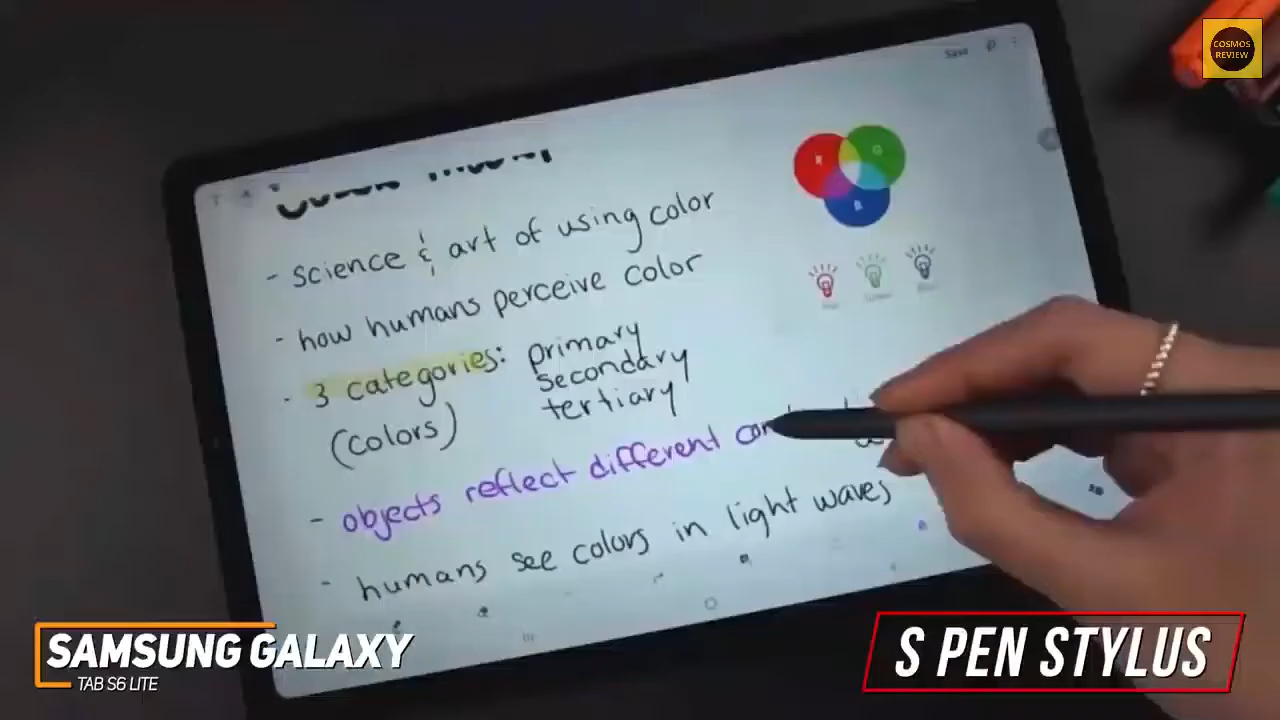 COSMOS
REVIEW
Save
- science & art of using color
R G
B
- how humans perceive color
- 3 categories: primary
secondary
(colors) tertiary
- objects reflect different
- humans see colors in light waves
SAMSUNG GALAXY
TAB S6 LITE
S PEN STYLUS